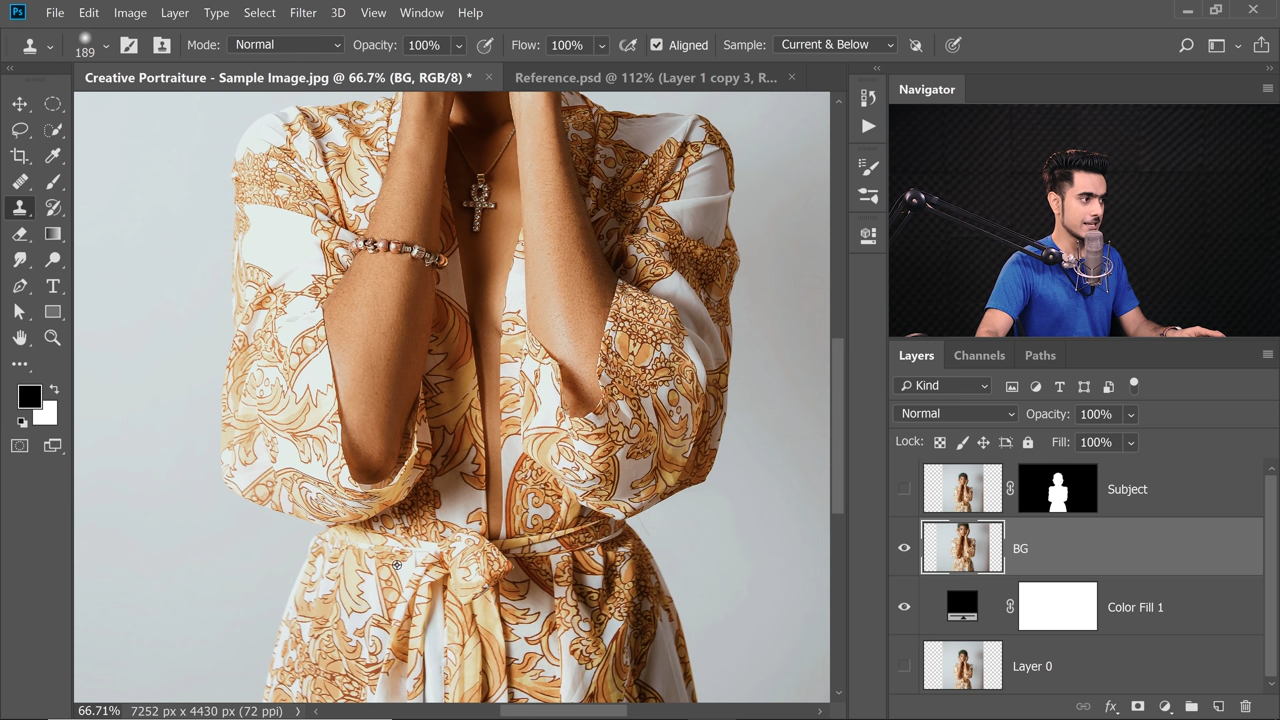 Ps File Edit Image Layer Type Select Filter 3D View Window Help
189 Mode: Normal Opacity: 100% Flow: 100% Aligned Sample: Current & Below
Creative Portraiture - Sample Image.jpg @ 66.7% (BG, RGB/8) * × Reference.psd @ 112% (Layer 1 copy 3, R... ×
Navigator
Layers Channels Paths
Kind
Normal Opacity: 100%
Lock: Fill: 100%
Subject
BG
Color Fill 1
Layer 0
66.71% 7252 px x 4430 px (72 ppi)
fx